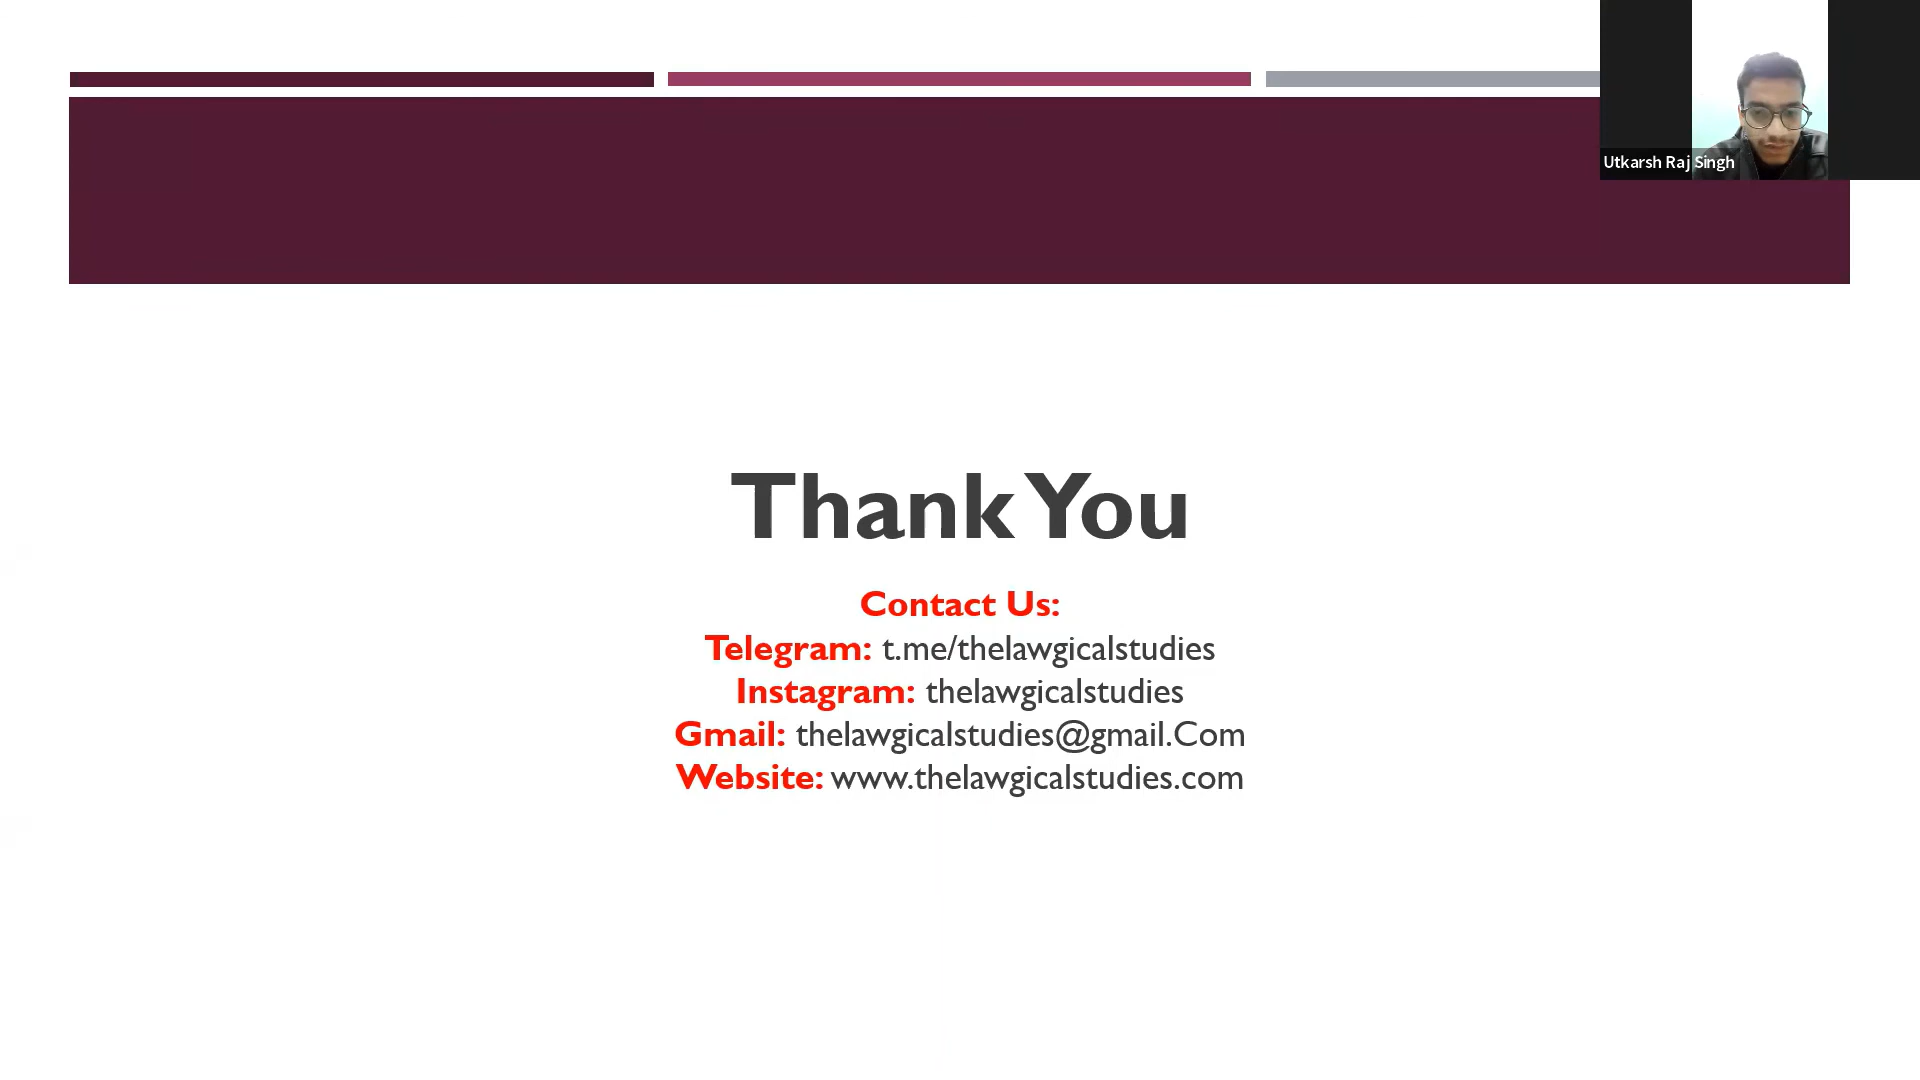 Utkarsh Raj Singh
Thank You
Contact Us:
Telegram: t.me/thelawgicalstudies
Instagram: thelawgicalstudies
Gmail: thelawgicalstudies@gmail.Com
Website: www.thelawgicalstudies.com